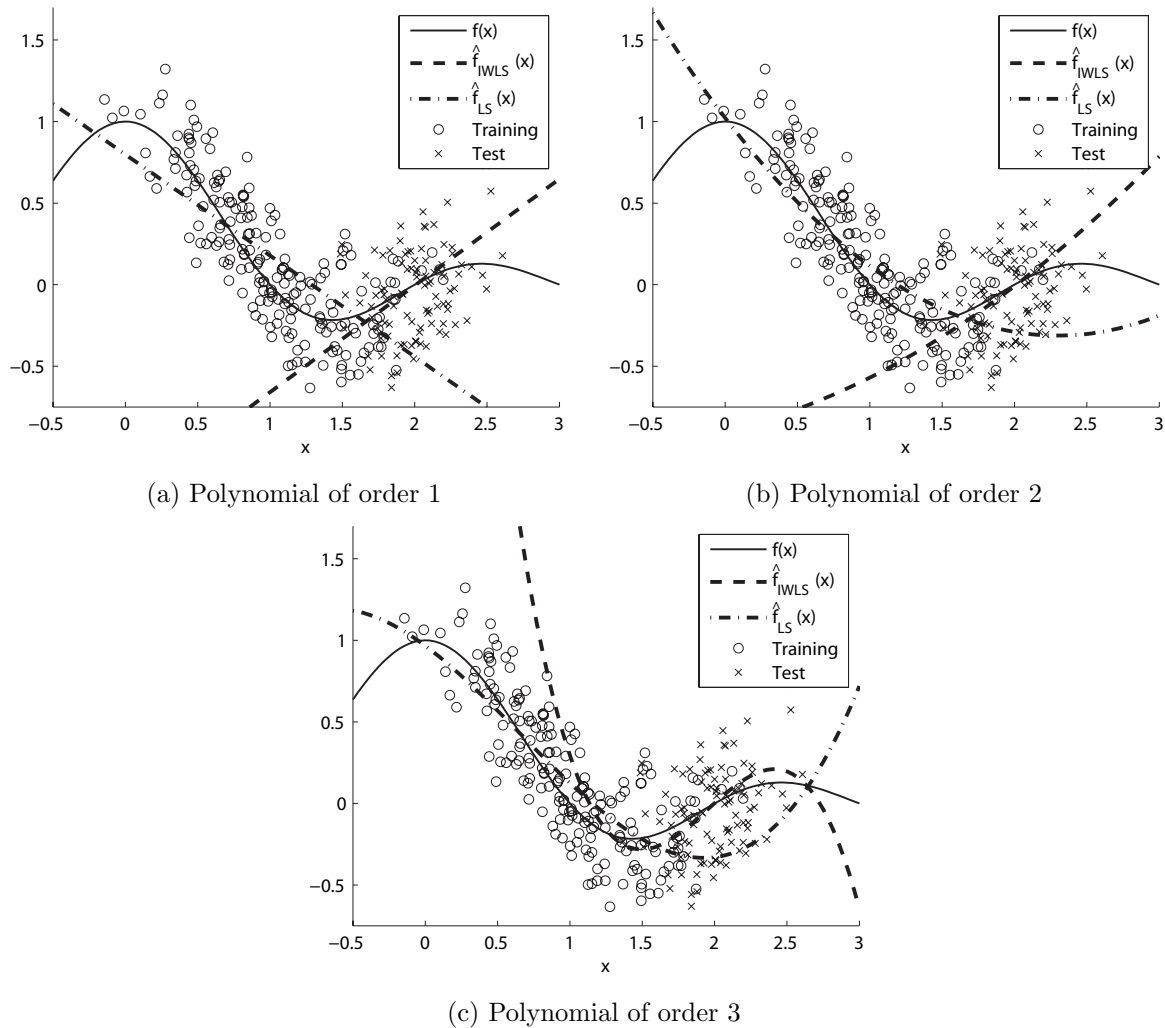 1.5
1
0.5
0
−0.5
−0.5 0 0.5 1 1.5 2 2.5 3
x
f(x)
f̂IWLS (x)
f̂LS (x)
Training
Test
(a) Polynomial of order 1
1.5
1
0.5
0
−0.5
−0.5 0 0.5 1 1.5 2 2.5 3
x
f(x)
f̂IWLS (x)
f̂LS (x)
Training
Test
(b) Polynomial of order 2
1.5
1
0.5
0
−0.5
−0.5 0 0.5 1 1.5 2 2.5 3
x
f(x)
f̂IWLS (x)
f̂LS (x)
Training
Test
(c) Polynomial of order 3